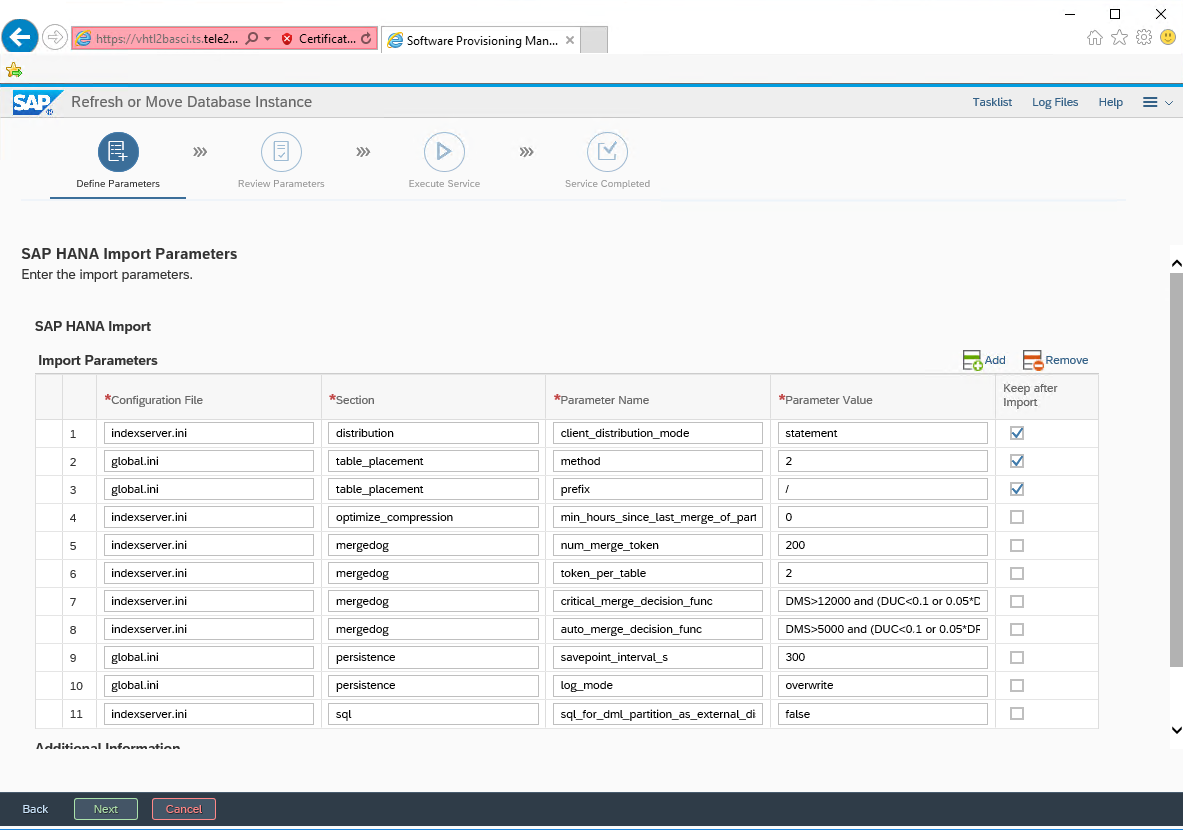 https://vhtl2basci.ts.tele2... Certificat... Software Provisioning Man...
SAP Refresh or Move Database Instance Tasklist Log Files Help
Define Parameters Review Parameters Execute Service Service Completed
SAP HANA Import Parameters
Enter the import parameters.
SAP HANA Import
Import Parameters Add Remove
*Configuration File *Section *Parameter Name *Parameter Value Keep after Import
1 indexserver.ini distribution client_distribution_mode statement
2 global.ini table_placement method 2
3 global.ini table_placement prefix /
4 indexserver.ini optimize_compression min_hours_since_last_merge_of_part 0
5 indexserver.ini mergedog num_merge_token 200
6 indexserver.ini mergedog token_per_table 2
7 indexserver.ini mergedog critical_merge_decision_func DMS>12000 and (DUC<0.1 or 0.05*D
8 indexserver.ini mergedog auto_merge_decision_func DMS>5000 and (DUC<0.1 or 0.05*DF
9 global.ini persistence savepoint_interval_s 300
10 global.ini persistence log_mode overwrite
11 indexserver.ini sql sql_for_dml_partition_as_external_di false
Additional Information
Back Next Cancel